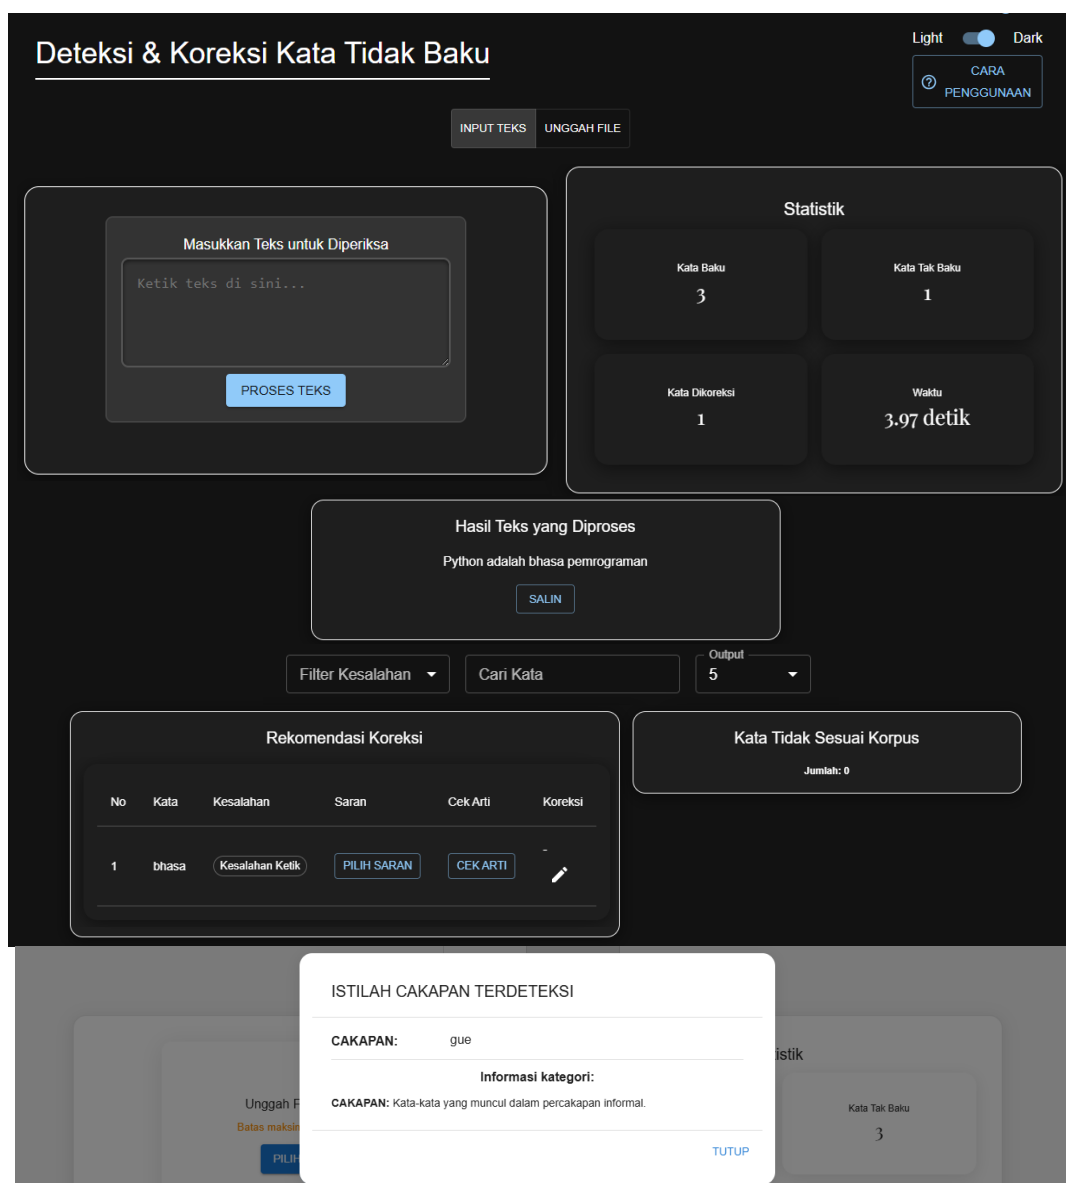 Deteksi & Koreksi Kata Tidak Baku
Light Dark
CARA
PENGGUNAAN
INPUT TEKS UNGGAH FILE
Masukkan Teks untuk Diperiksa
Ketik teks di sini...
PROSES TEKS
Statistik
Kata Baku
3
Kata Tak Baku
1
Kata Dikoreksi
1
Waktu
3.97 detik
Hasil Teks yang Diproses
Python adalah bhasa pemrograman
SALIN
Filter Kesalahan
Cari Kata
Output
5
Rekomendasi Koreksi
No Kata Kesalahan Saran Cek Arti Koreksi
1 bhasa Kesalahan Ketik PILIH SARAN CEK ARTI -
Kata Tidak Sesuai Korpus
Jumlah: 0
ISTILAH CAKAPAN TERDETEKSI
CAKAPAN: gue
Informasi kategori:
CAKAPAN: Kata-kata yang muncul dalam percakapan informal.
TUTUP
Unggah
Batas
Kata Tak Baku
3